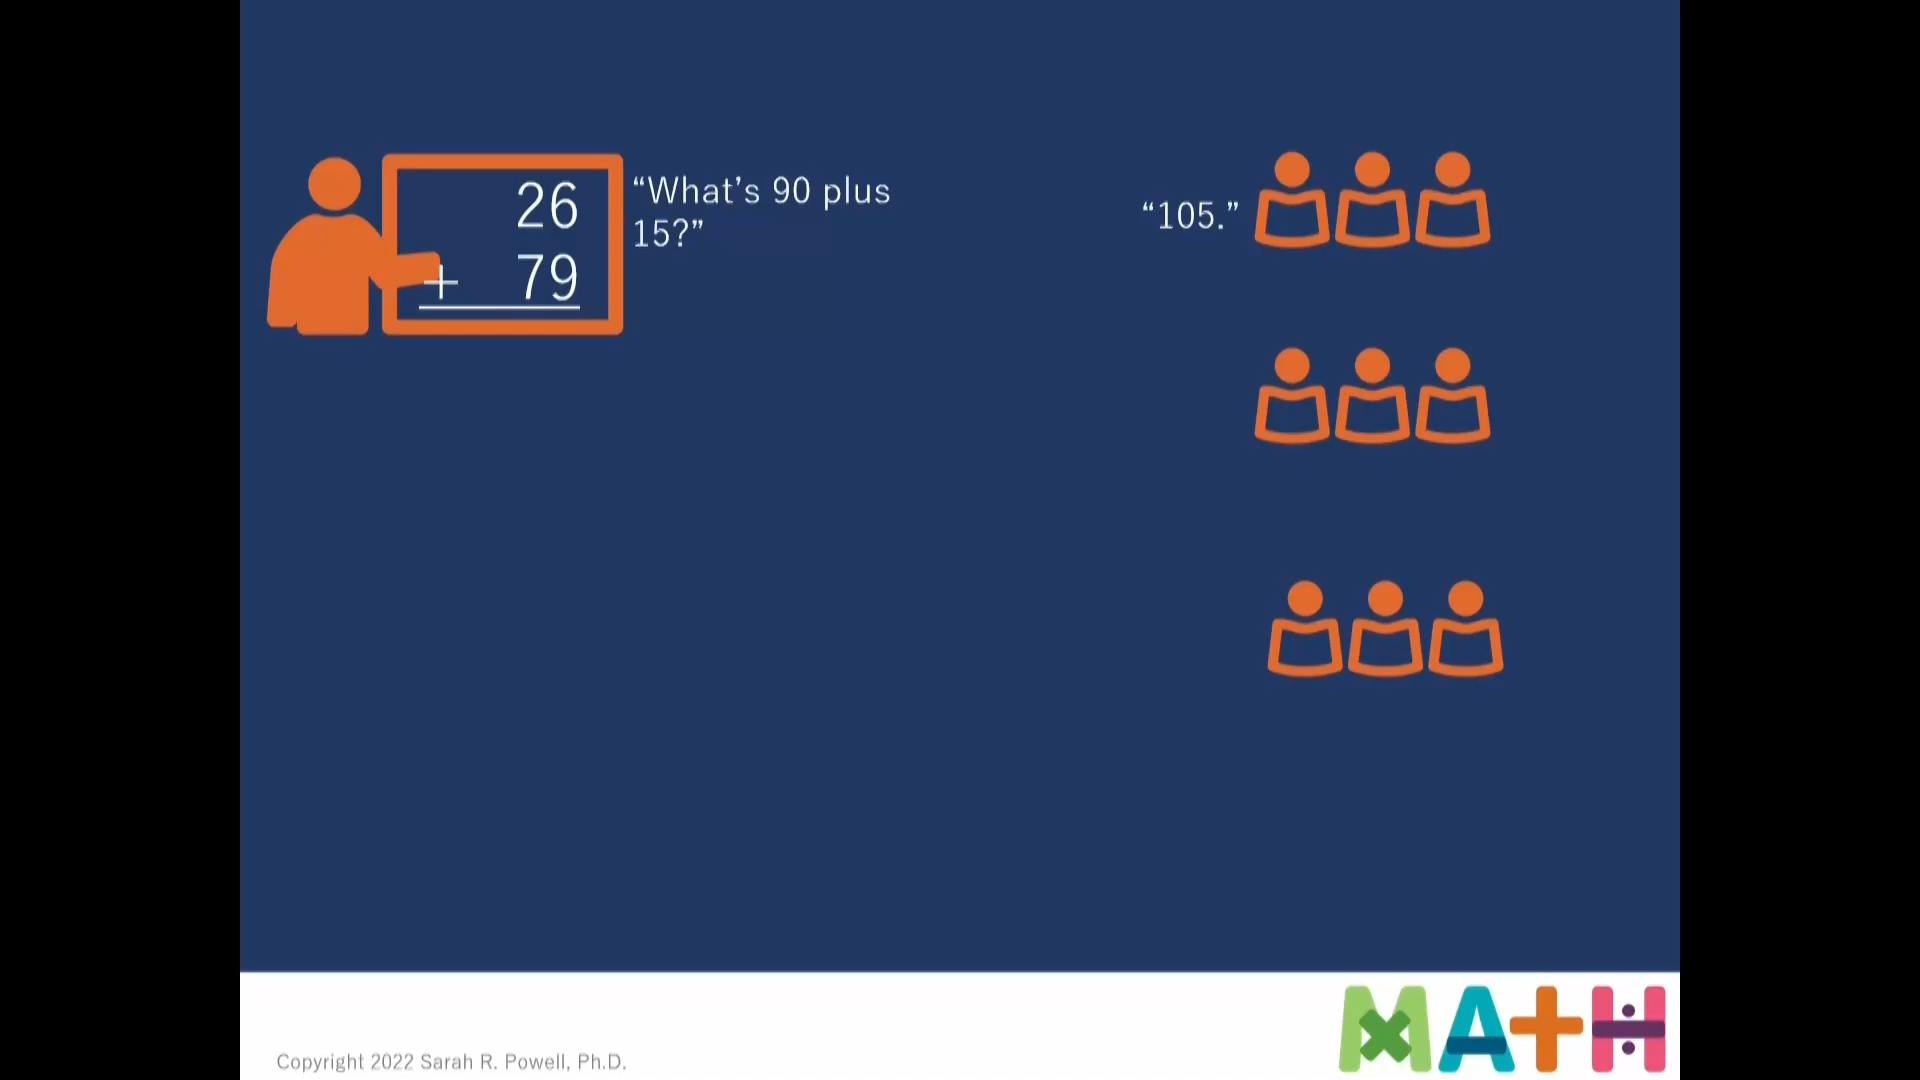 26
+ 79
“What’s 90 plus
15?”
“105.”
Copyright 2022 Sarah R. Powell, Ph.D.
MATH